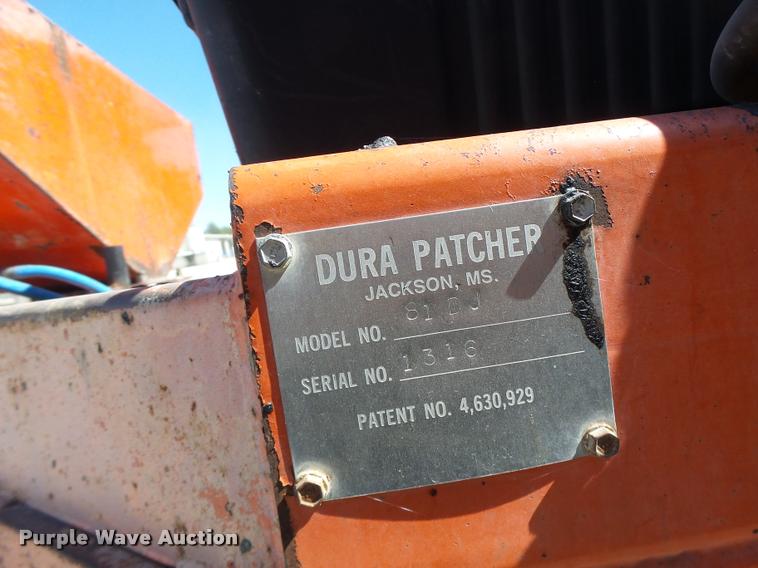 DURA PATCHER
JACKSON, MS.
MODEL NO. 81DJ
SERIAL NO. 1316
PATENT NO. 4,630,929
Purple Wave Auction